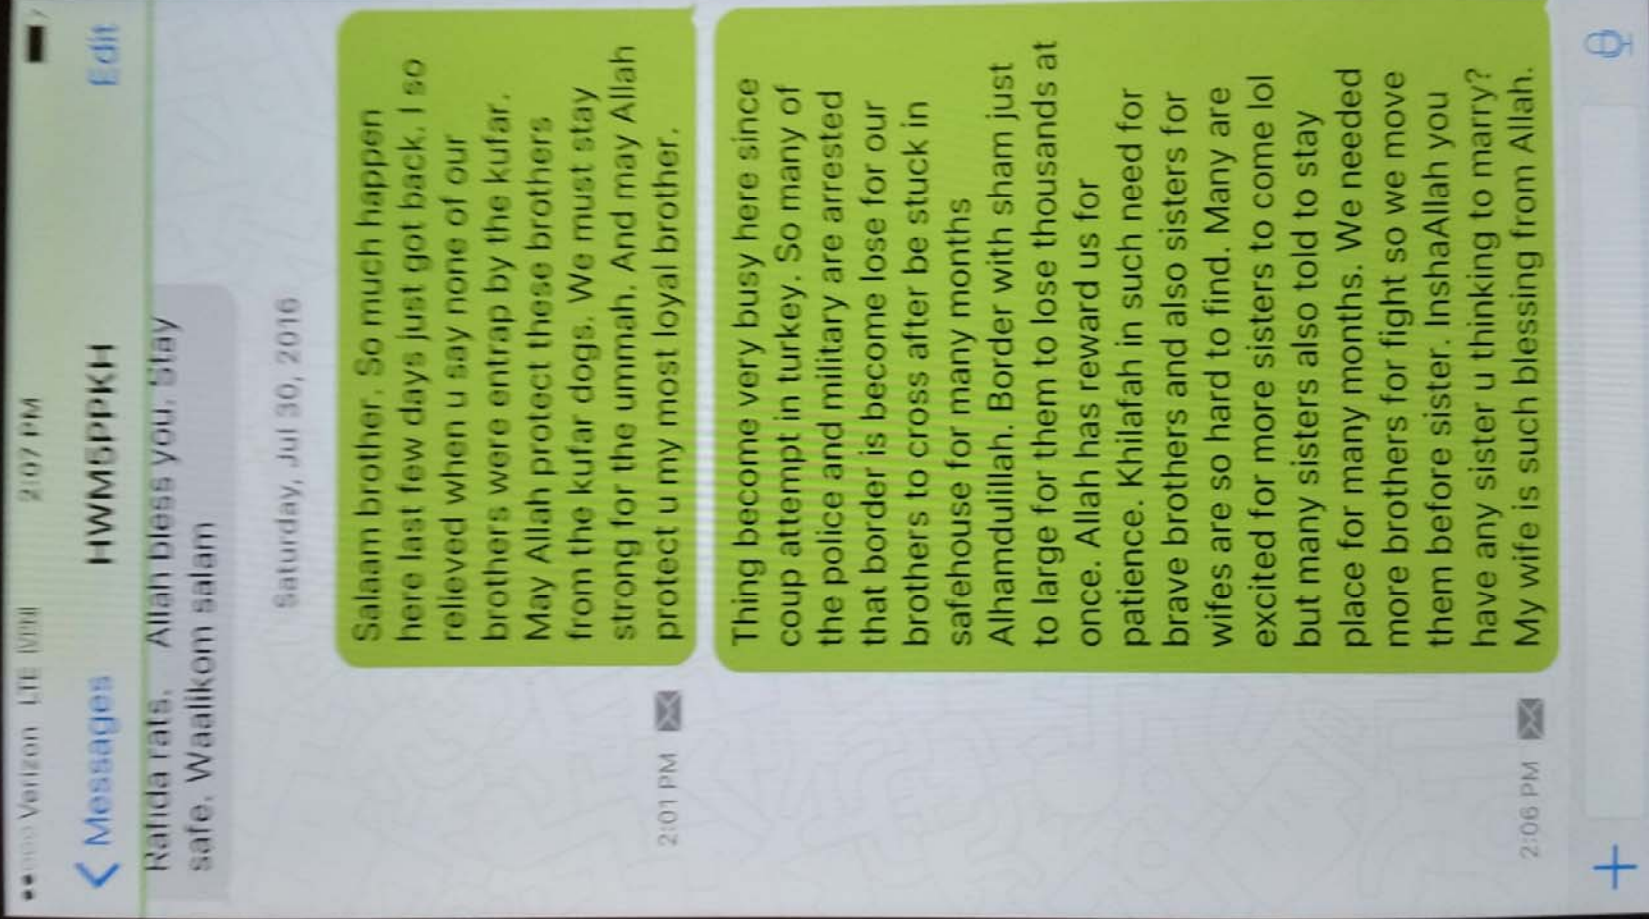 Verizon LTE VPN 2:07 PM
Messages HWM5PPKH Edit
Rafida rats. Allah bless you. Stay
safe. Waalikom salam
Saturday, Jul 30, 2016
Salaam brother. So much happen
here last few days just got back. I so
relieved when u say none of our
brothers were entrap by the kufar.
May Allah protect these brothers
from the kufar dogs. We must stay
strong for the ummah. And may Allah
protect u my most loyal brother.
2:01 PM
Thing become very busy here since
coup attempt in turkey. So many of
the police and military are arrested
that border is become lose for our
brothers to cross after be stuck in
safehouse for many months
Alhamdulillah. Border with sham just
to large for them to lose thousands at
once. Allah has reward us for
patience. Khilafah in such need for
brave brothers and also sisters for
wifes are so hard to find. Many are
excited for more sisters to come lol
but many sisters also told to stay
place for many months. We needed
more brothers for fight so we move
them before sister. InshaAllah you
have any sister u thinking to marry?
My wife is such blessing from Allah.
2:06 PM